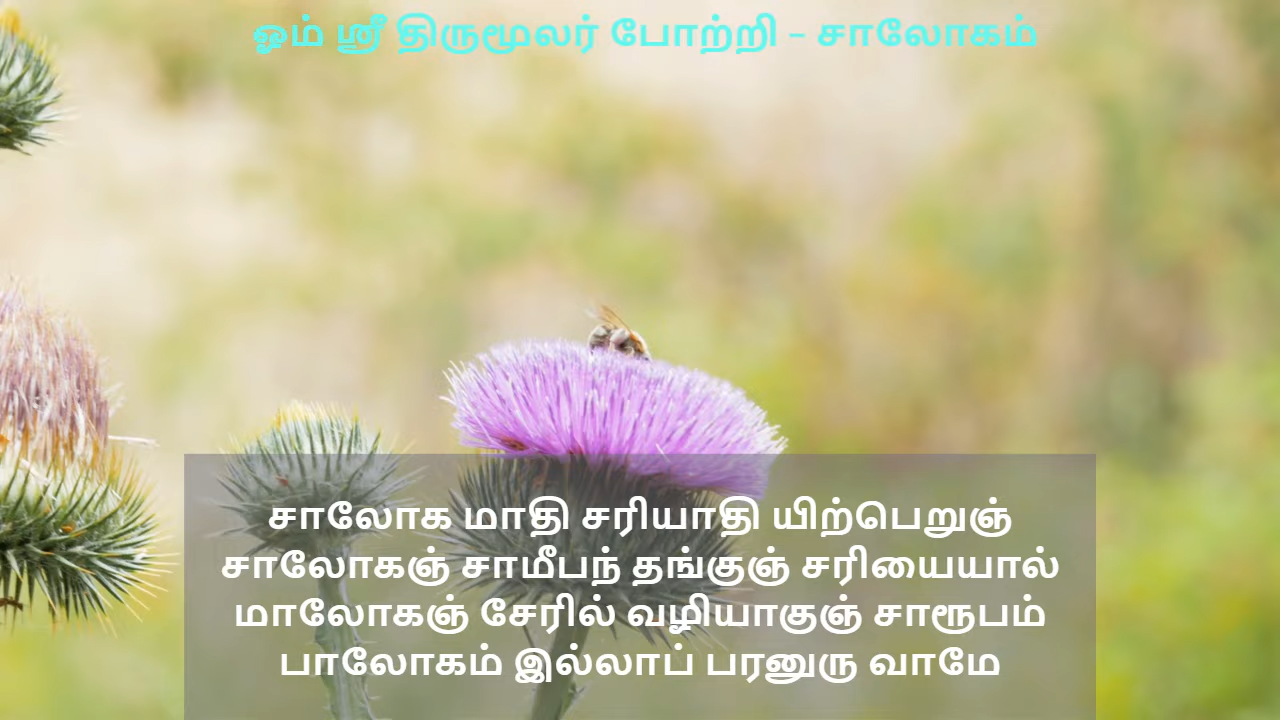 ஓம் ஸ்ரீ திருமூலர் போற்றி - சாலோகம்
சாலோக மாதி சரியாதி யிற்பெறுஞ்
சாலோகஞ் சாமீபந் தங்குஞ் சரியையால்
மாலோகஞ் சேரில் வழியாகுஞ் சாரூபம்
பாலோகம் இல்லாப் பரனுரு வாமே